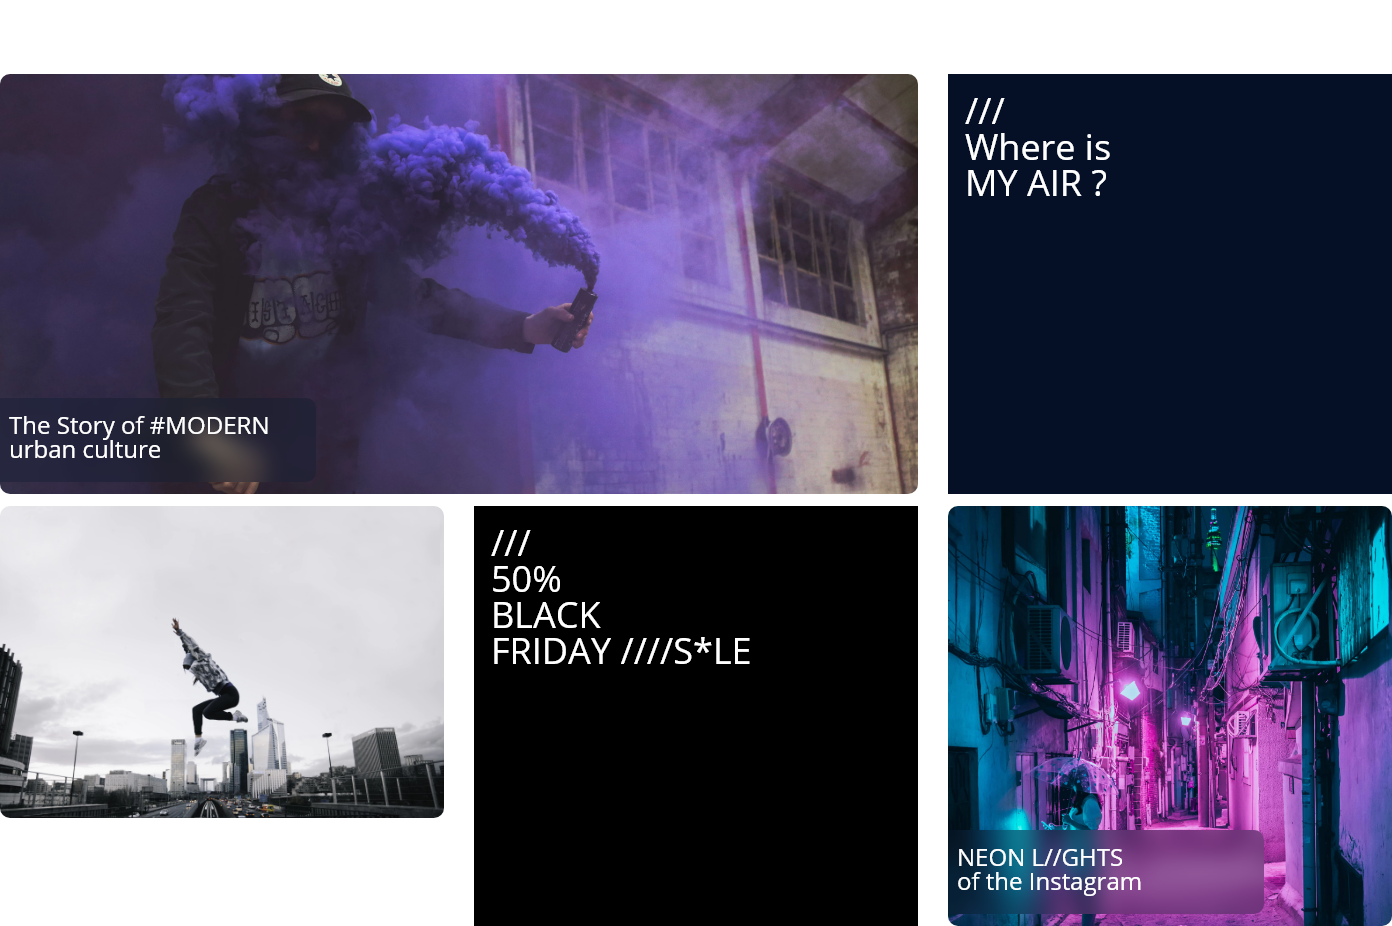 ///
Where is
MY AIR ?
The Story of #MODERN
urban culture
///
50%
BLACK
FRIDAY ////S*LE
NEON L//GHTS
of the Instagram